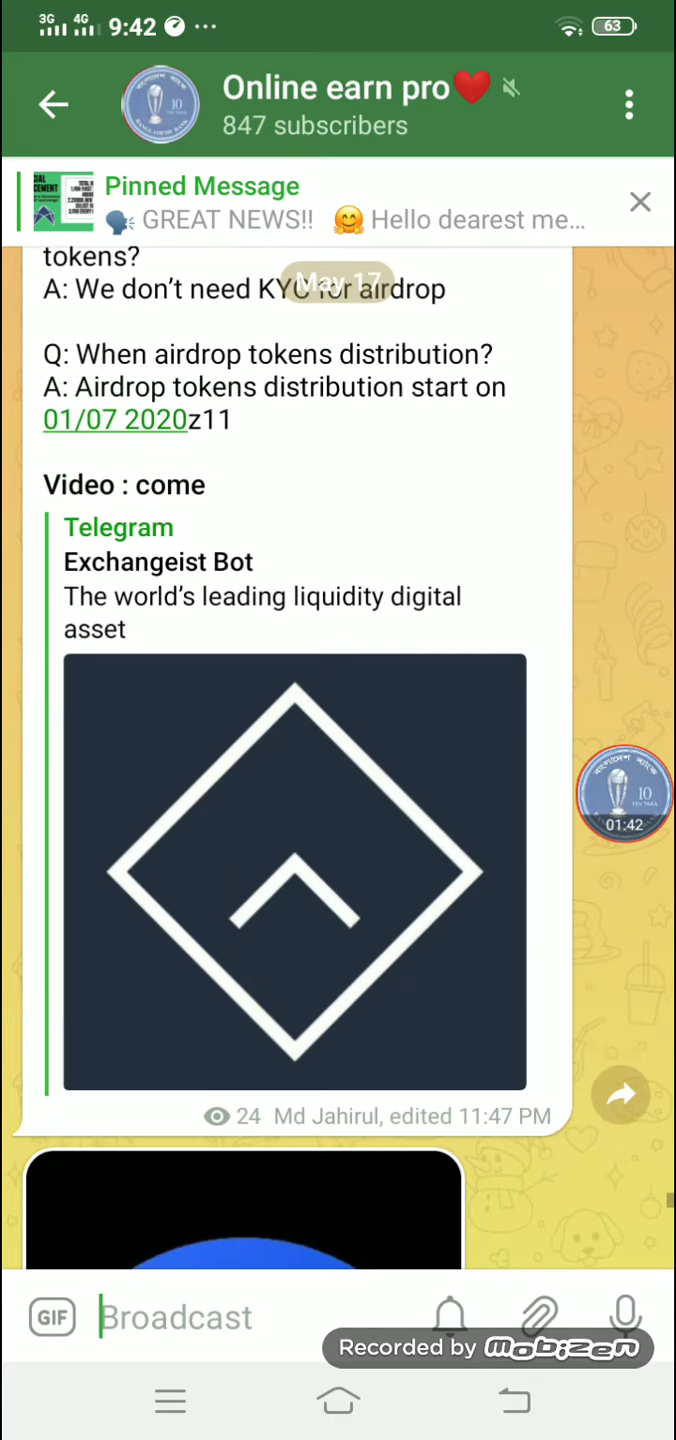 3G 4G 9:42 63
Online earn pro
847 subscribers
Pinned Message
GREAT NEWS!! Hello dearest me...
tokens?
May 17
A: We don't need KYC for airdrop
Q: When airdrop tokens distribution?
A: Airdrop tokens distribution start on
01/07 2020z11
Video : come
Telegram
Exchangeist Bot
The world's leading liquidity digital
asset
10
01:42
24 Md Jahirul, edited 11:47 PM
GIF Broadcast
Recorded by mobizen